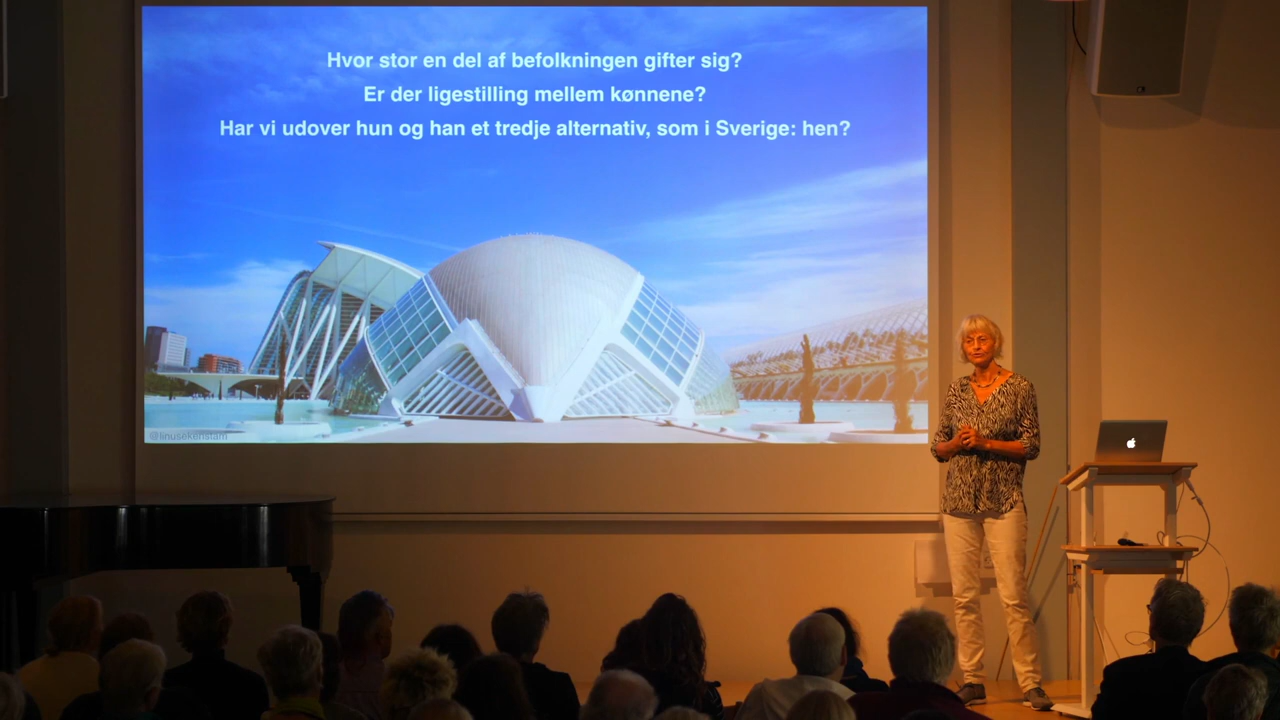 Hvor stor en del af befolkningen gifter sig?
Er der ligestilling mellem kønnene?
Har vi udover hun og han et tredje alternativ, som i Sverige: hen?
@linusekenstam